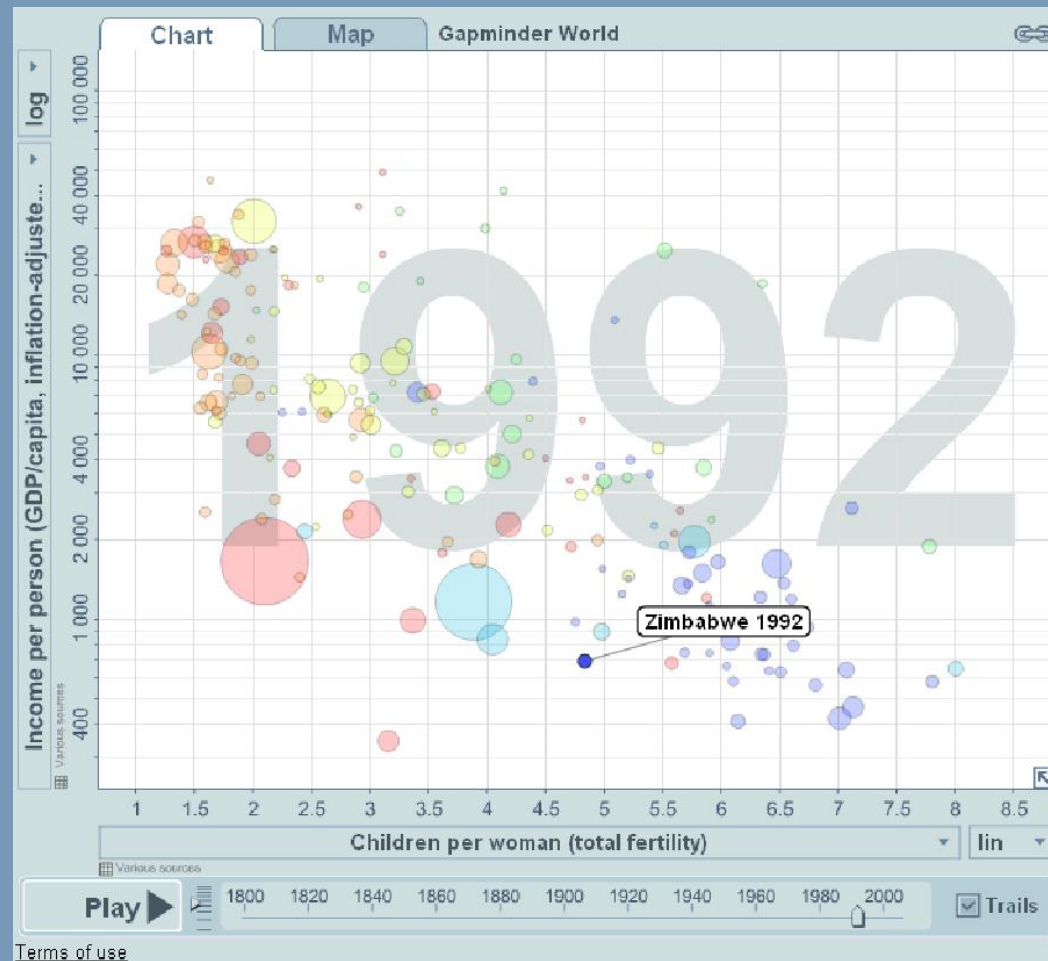 Chart
Map
Gapminder World
log
Income per person (GDP/capita, inflation-adjuste...
Various sources
100 000
40 000
20 000
10 000
4 000
2 000
1 000
400
1992
Zimbabwe 1992
1 1.5 2 2.5 3 3.5 4 4.5 5 5.5 6 6.5 7 7.5 8 8.5
Children per woman (total fertility)
lin
Various sources
Play
1800 1820 1840 1860 1880 1900 1920 1940 1960 1980 2000
Trails
Terms of use